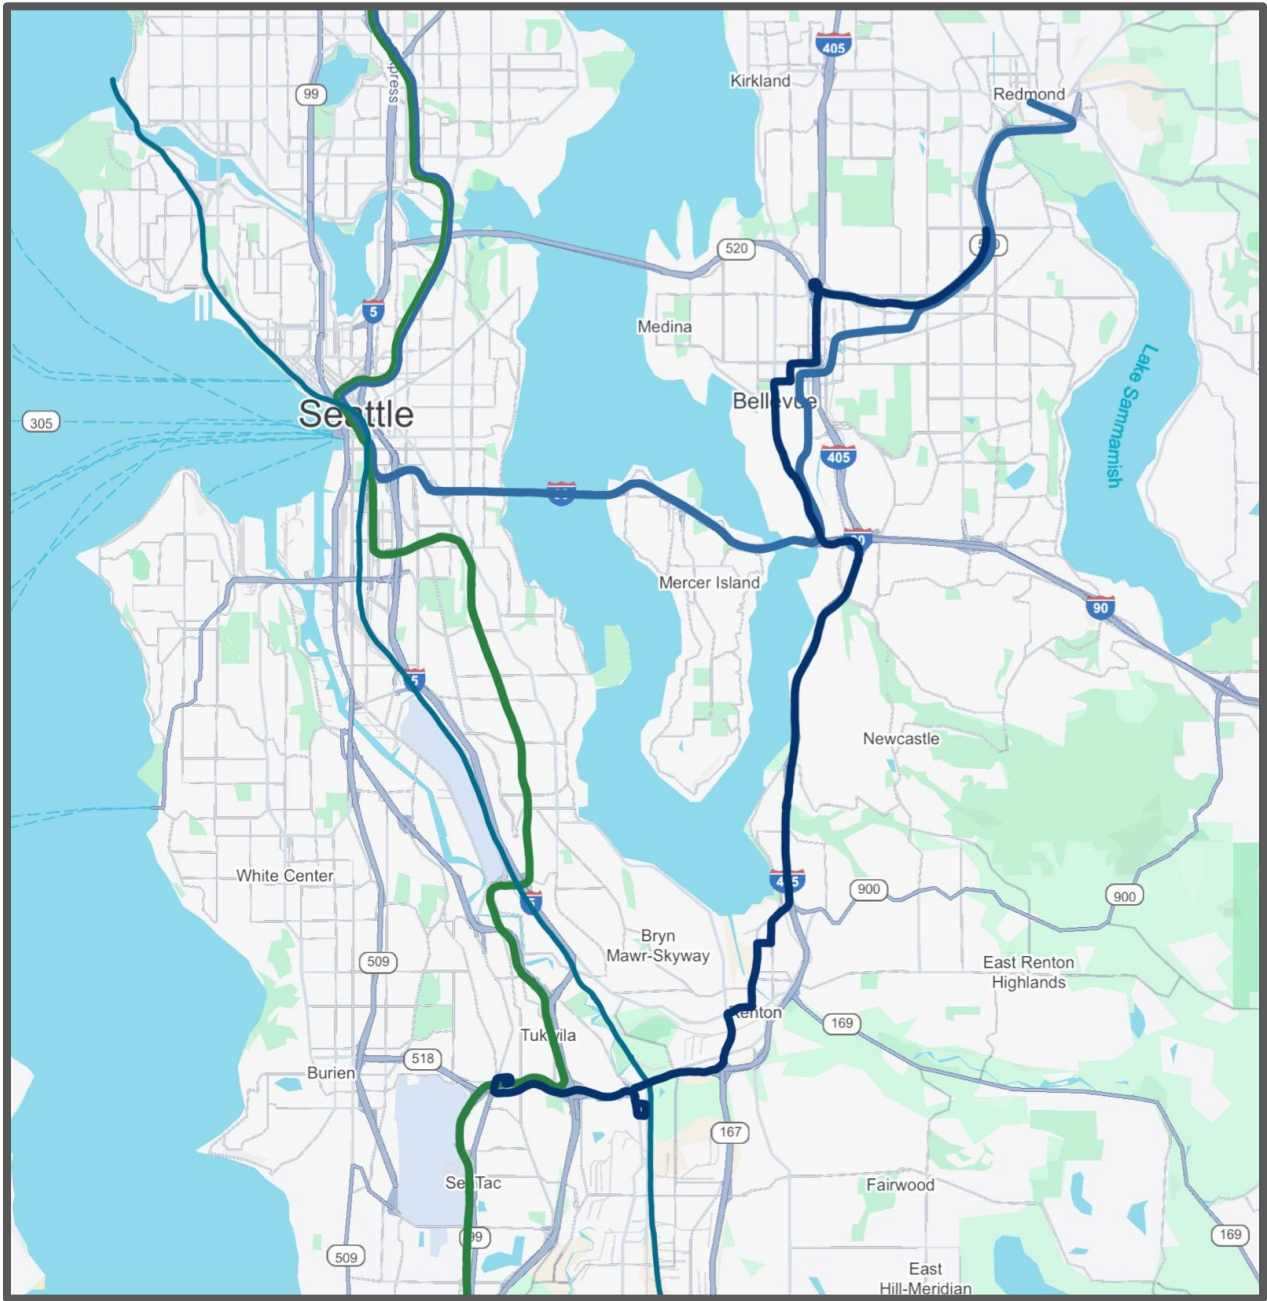 405
Kirkland
99
press
Redmond
520
5
Medina
Lake Sammamish
Bellevue
Seattle
305
405
90
Mercer Island
90
5
Newcastle
White Center
405
900
900
5
Bryn
Mawr-Skyway
509
East Renton
Highlands
Renton
169
Tukwila
518
Burien
167
SeaTac
Fairwood
99
169
509
East
Hill-Meridian